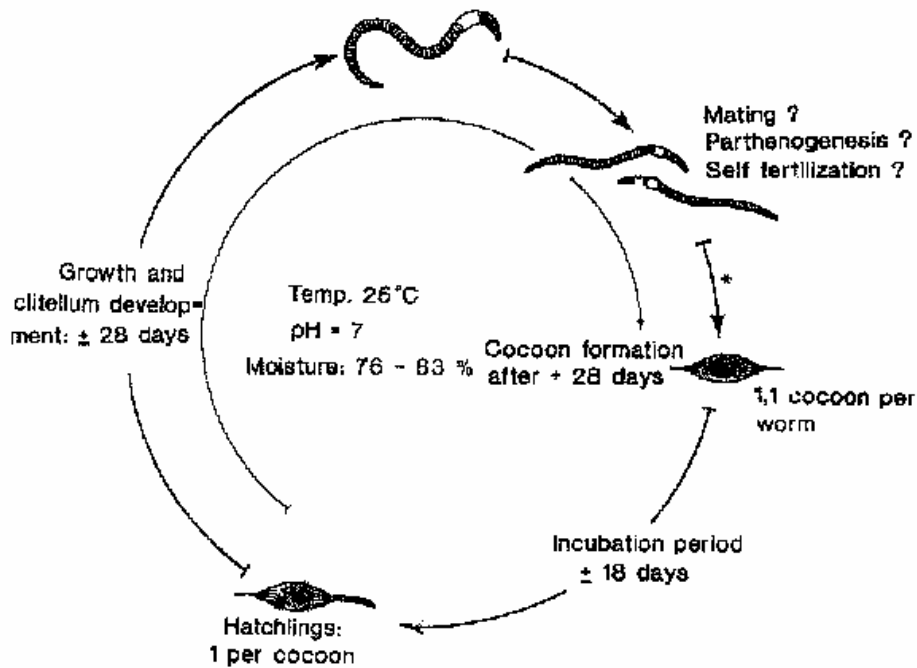 Mating ?
Parthenogenesis ?
Self fertilization ?
Growth and
clitellum develop-
ment: ± 28 days
Temp. 25°C
pH = 7
Moisture: 76 - 83 %
*
Cocoon formation
after + 28 days
1,1 cocoon per
worm
Incubation period
± 18 days
Hatchlings:
1 per cocoon